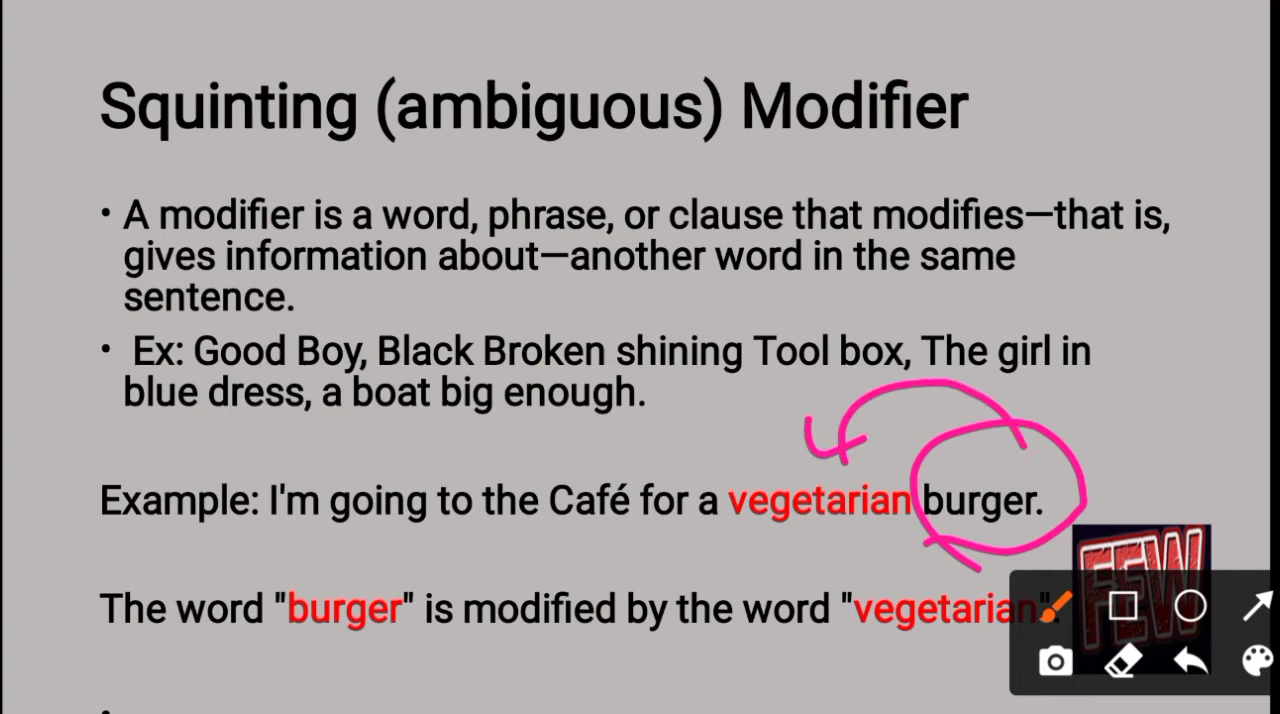 Squinting (ambiguous) Modifier
• A modifier is a word, phrase, or clause that modifies—that is,
gives information about—another word in the same
sentence.
• Ex: Good Boy, Black Broken shining Tool box, The girl in
blue dress, a boat big enough.
Example: I'm going to the Café for a vegetarian burger.
The word "burger" is modified by the word "vegetarian".
FEW